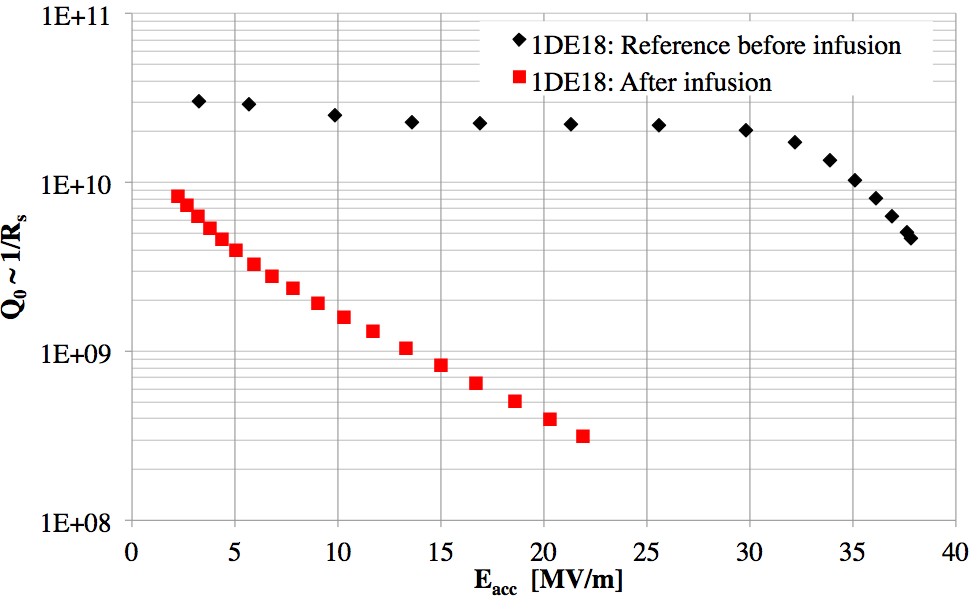 1E+11
◆ 1DE18: Reference before infusion
■ 1DE18: After infusion
1E+10
Q0 ~ 1/Rs
1E+09
1E+08
0 5 10 15 20 25 30 35 40
Eacc [MV/m]